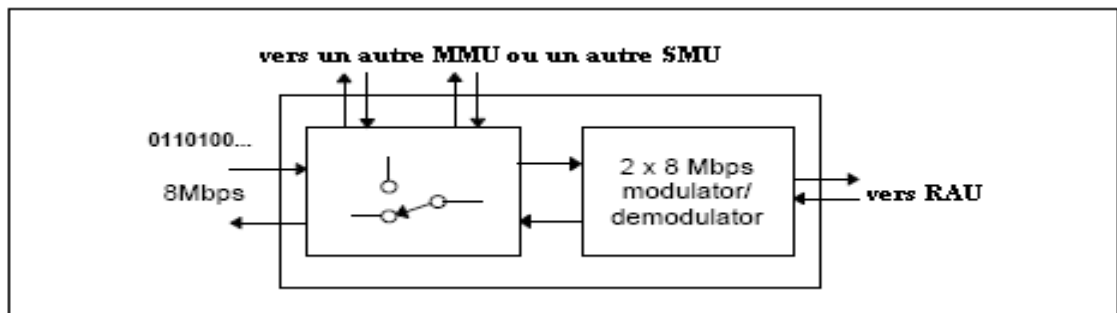 vers un autre MMU ou un autre SMU
0110100...
8Mbps
2 x 8 Mbps
modulator/
demodulator
vers RAU